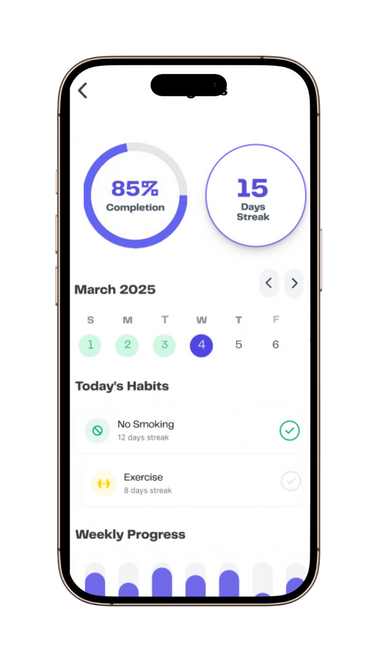 85%
Completion
15
Days
Streak
March 2025
S M T W T F
1 2 3 4 5 6
Today's Habits
No Smoking
12 days streak
Exercise
8 days streak
Weekly Progress